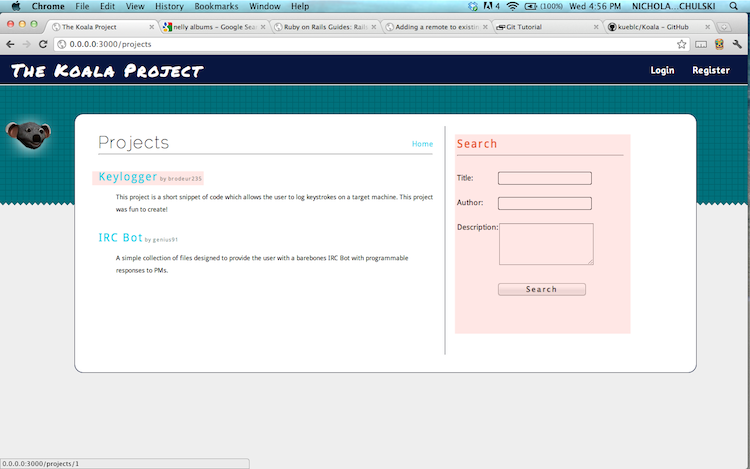 Chrome File Edit View History Bookmarks Window Help 4 (100%) Wed 4:56 PM NICHOLA...CHULSKI
The Koala Project
nelly albums - Google Sea
Ruby on Rails Guides: Rails
Adding a remote to existin
Git Tutorial
kueblc/Koala - GitHub
0.0.0.0:3000/projects
The Koala Project
Login Register
Projects
Home
Keylogger by brodeur235
This project is a short snippet of code which allows the user to log keystrokes on a target machine. This project
was fun to create!
IRC Bot by genius91
A simple collection of files designed to provide the user with a barebones IRC Bot with programmable
responses to PMs.
Search
Title:
Author:
Description:
Search
0.0.0.0:3000/projects/1